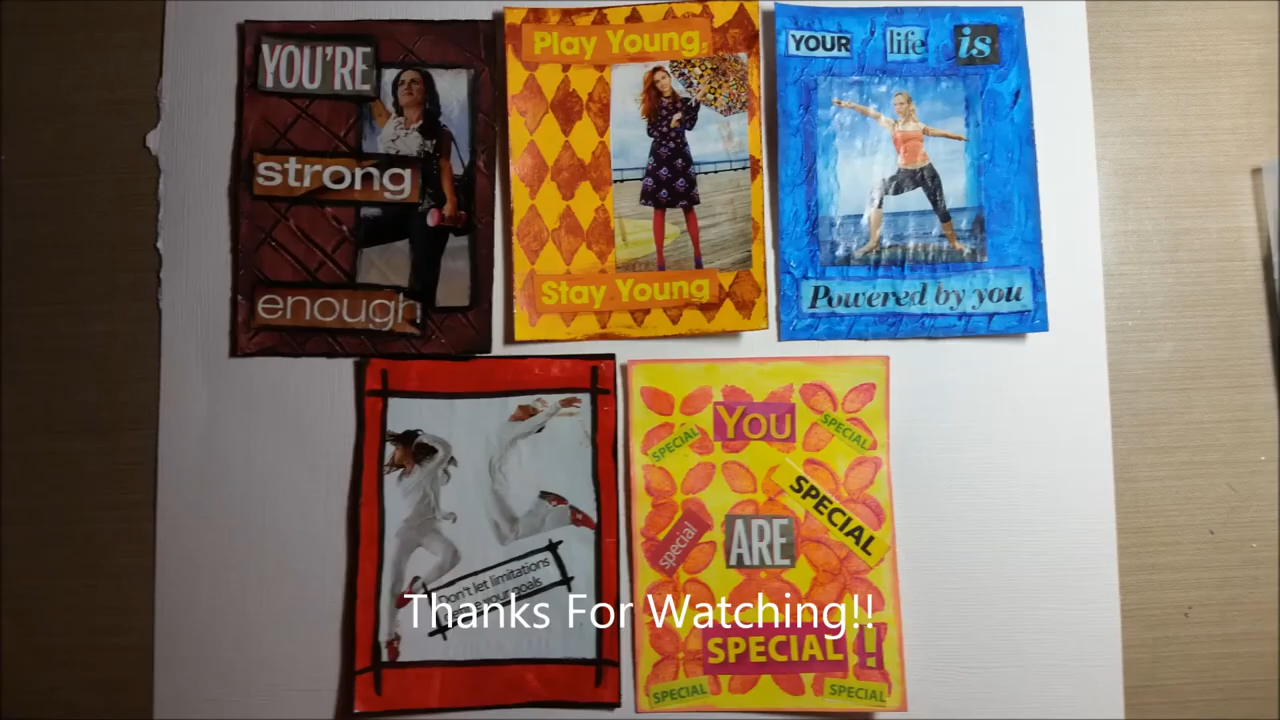 YOU'RE
strong
enough
Play Young,
Stay Young
YOUR life is
Powered by you
Don't let limitations
your goals
You
SPECIAL
SPECIAL
SPECIAL
special
ARE
SPECIAL!!
SPECIAL
SPECIAL
Thanks For Watching!!